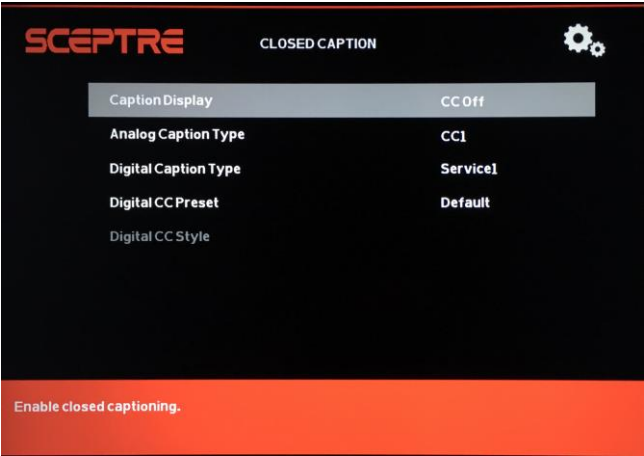 SCEPTRE
CLOSED CAPTION
Caption Display CC Off
Analog Caption Type CC1
Digital Caption Type Service1
Digital CC Preset Default
Digital CC Style
Enable closed captioning.